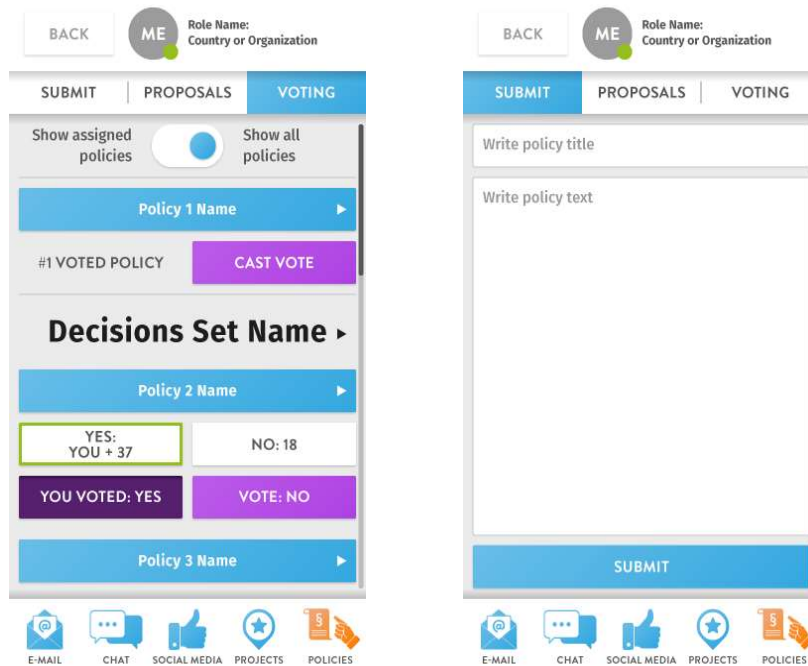 BACK
ME
Role Name:
Country or Organization
SUBMIT
PROPOSALS
VOTING
Show assigned
policies
Show all
policies
Policy 1 Name
#1 VOTED POLICY
CAST VOTE
Decisions Set Name
Policy 2 Name
YES:
YOU + 37
NO: 18
YOU VOTED: YES
VOTE: NO
Policy 3 Name
@
E-MAIL
CHAT
SOCIAL MEDIA
PROJECTS
§
POLICIES
BACK
ME
Role Name:
Country or Organization
SUBMIT
PROPOSALS
VOTING
Write policy title
Write policy text
SUBMIT
@
E-MAIL
CHAT
SOCIAL MEDIA
PROJECTS
§
POLICIES